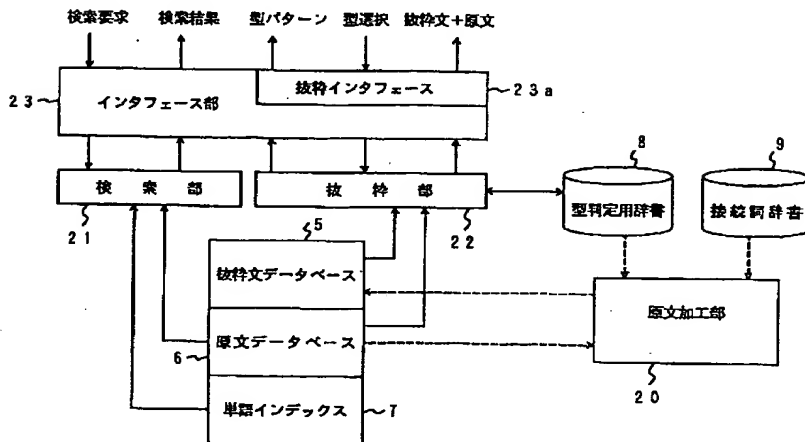 検索要求 検索結果 型パターン 型選択 抜粋文+原文
23 インタフェース部 抜粋インタフェース 23a
検索部 抜粋部 8 9
21 22 型判定用辞書 接続詞辞書
5
抜粋文データベース
原文加工部
6 原文データベース
20
単語インデックス 7